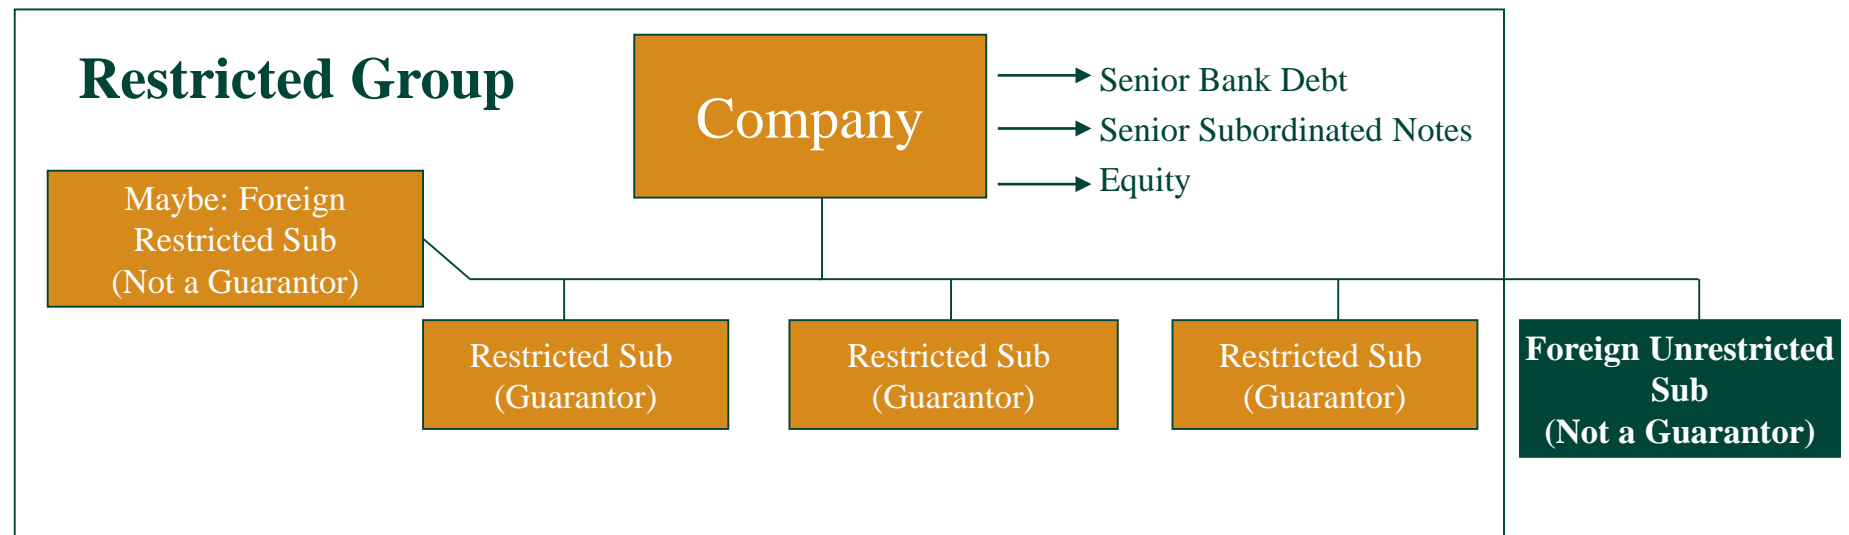 Restricted Group
Company
Senior Bank Debt
Senior Subordinated Notes
Equity
Maybe: Foreign
Restricted Sub
(Not a Guarantor)
Restricted Sub
(Guarantor)
Restricted Sub
(Guarantor)
Restricted Sub
(Guarantor)
Foreign Unrestricted
Sub
(Not a Guarantor)